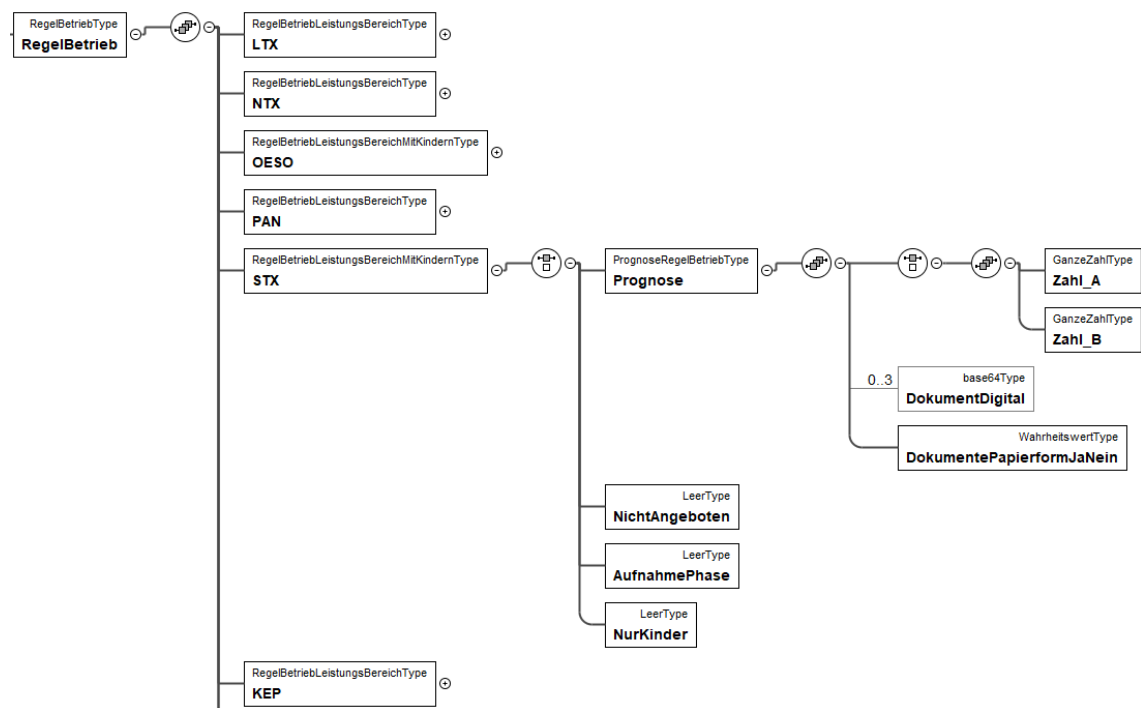 RegelBetriebType
RegelBetrieb
RegelBetriebLeistungsBereichType
LTX
RegelBetriebLeistungsBereichType
NTX
RegelBetriebLeistungsBereichMitKindernType
OESO
RegelBetriebLeistungsBereichType
PAN
RegelBetriebLeistungsBereichMitKindernType
STX
PrognoseRegelBetriebType
Prognose
GanzeZahlType
Zahl_A
GanzeZahlType
Zahl_B
0..3
base64Type
DokumentDigital
WahrheitswertType
DokumentePapierformJaNein
LeerType
NichtAngeboten
LeerType
AufnahmePhase
LeerType
NurKinder
RegelBetriebLeistungsBereichType
KEP